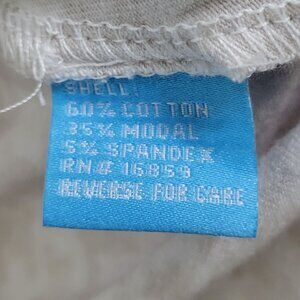 SHELL:
60% COTTON
35% MODAL
5% SPANDEX
RN# 16859
REVERSE FOR CARE